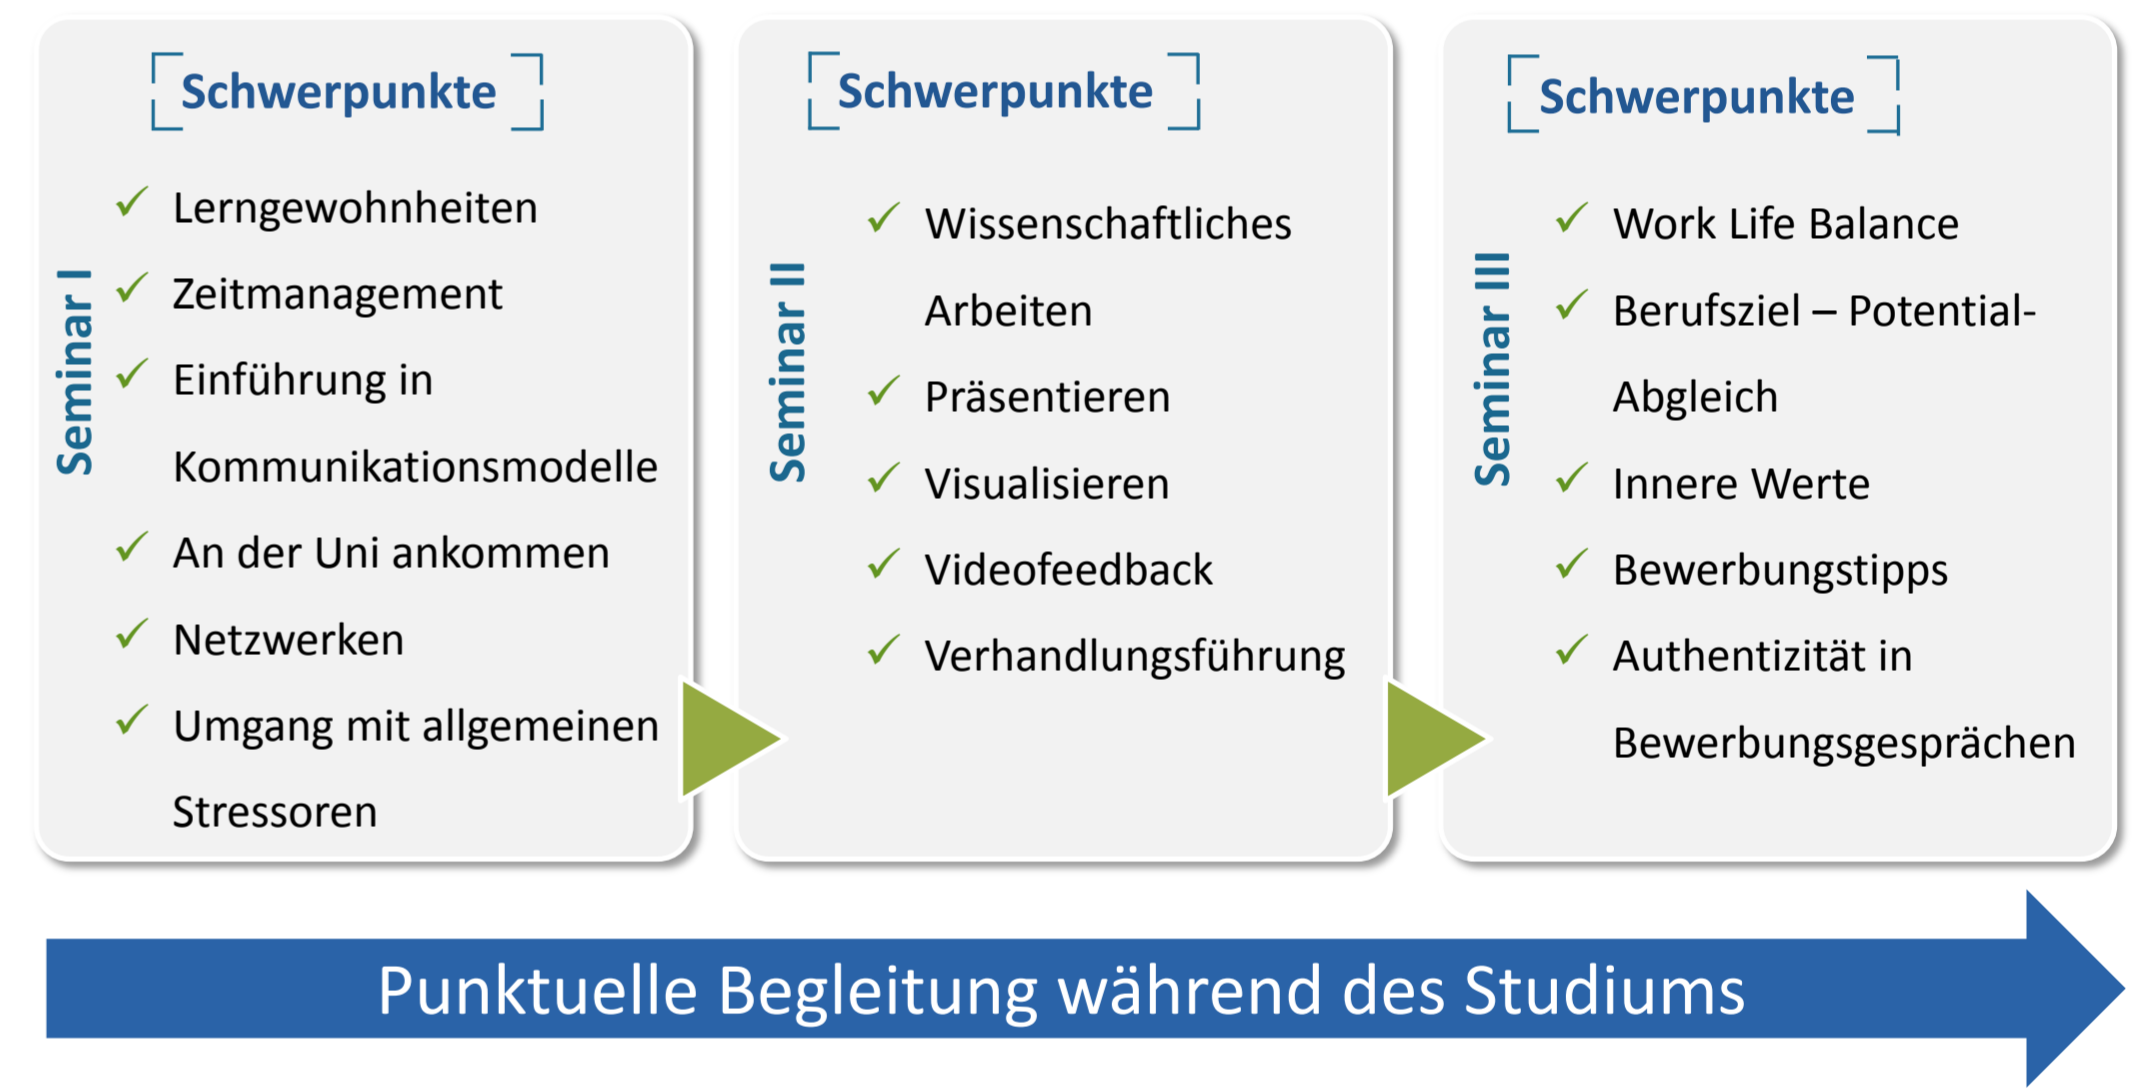 Schwerpunkte
Seminar I
Lerngewohnheiten
Zeitmanagement
Einführung in
Kommunikationsmodelle
An der Uni ankommen
Netzwerken
Umgang mit allgemeinen
Stressoren
Schwerpunkte
Seminar II
Wissenschaftliches
Arbeiten
Präsentieren
Visualisieren
Videofeedback
Verhandlungsführung
Schwerpunkte
Seminar III
Work Life Balance
Berufsziel – Potential-
Abgleich
Innere Werte
Bewerbungstipps
Authentizität in
Bewerbungsgesprächen
Punktuelle Begleitung während des Studiums